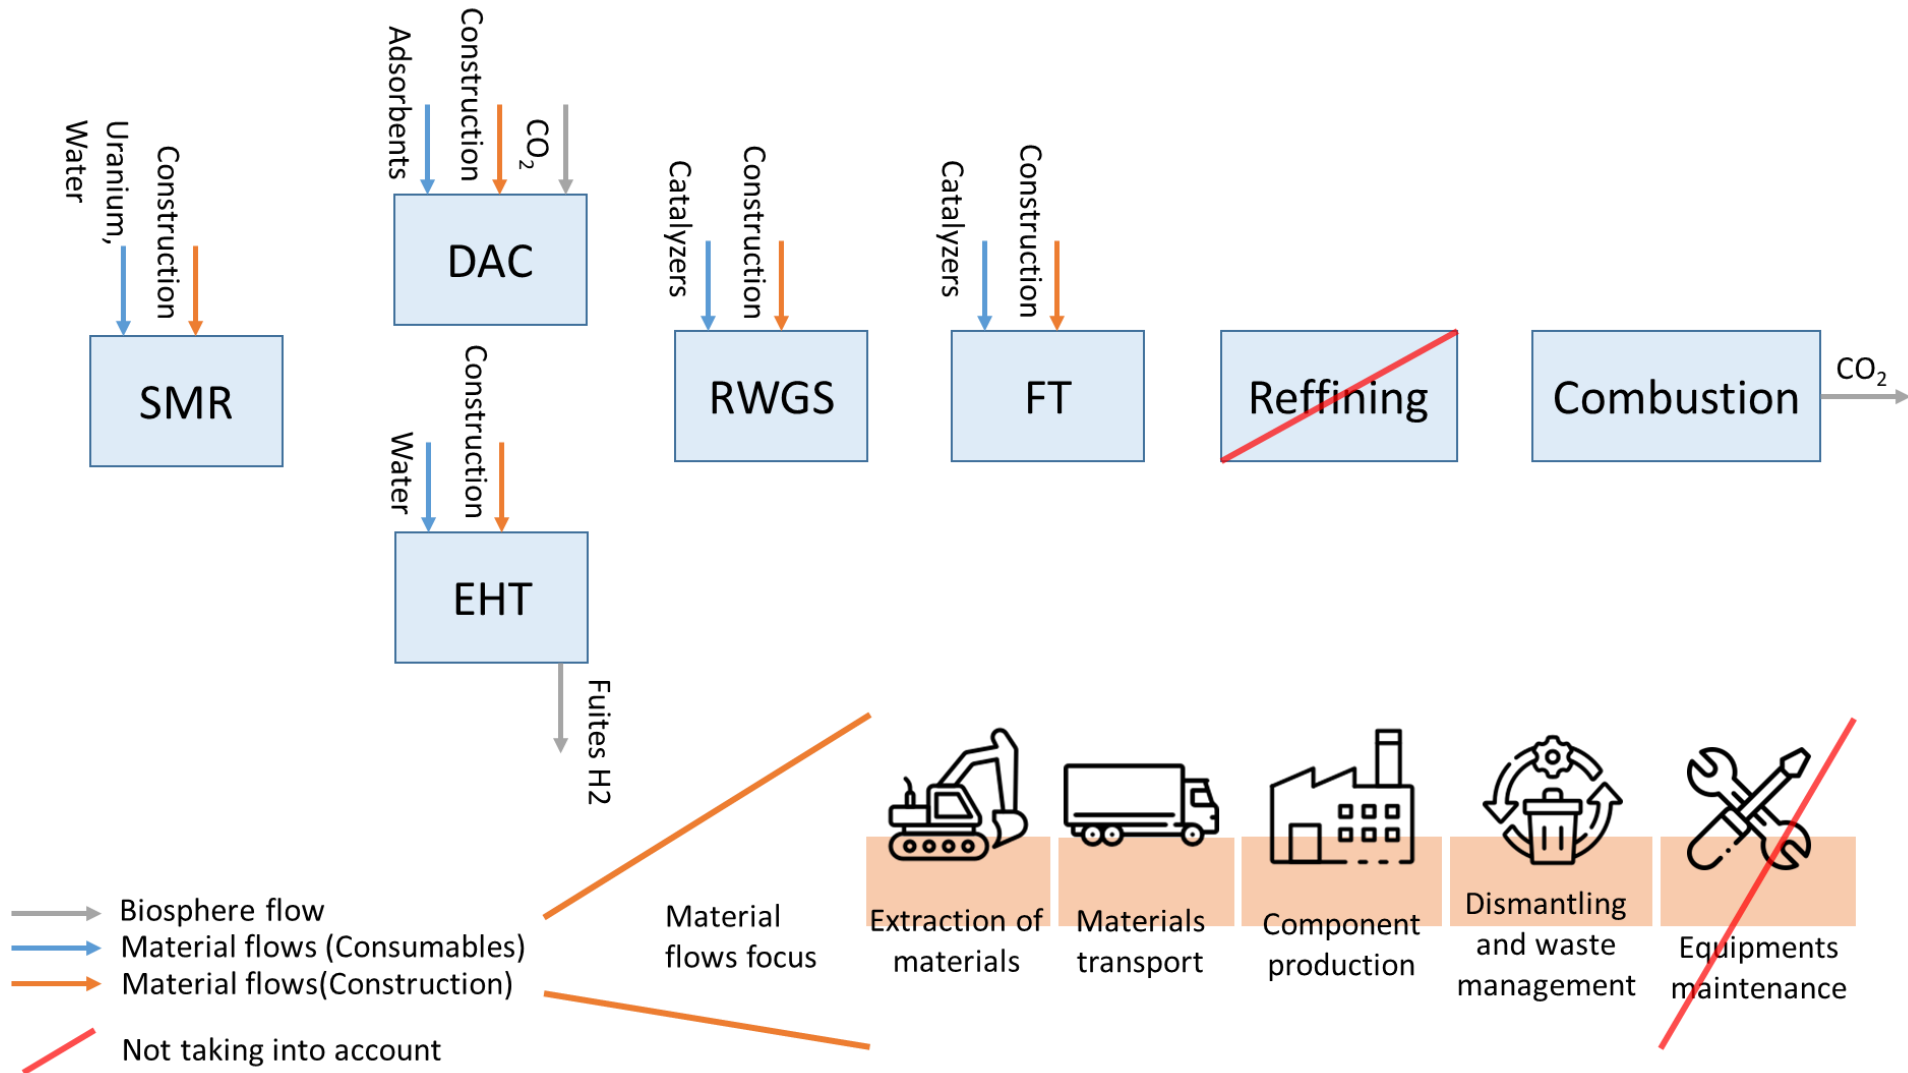 Uranium,
Water
Construction
SMR
Adsorbents
Construction
CO₂
DAC
Water
Construction
EHT
Fuites H2
Catalyzers
Construction
RWGS
Catalyzers
Construction
FT
Reffining
Combustion
CO₂
Biosphere flow
Material flows (Consumables)
Material flows(Construction)
Not taking into account
Material
flows focus
Extraction of
materials
Materials
transport
Component
production
Dismantling
and waste
management
Equipments
maintenance